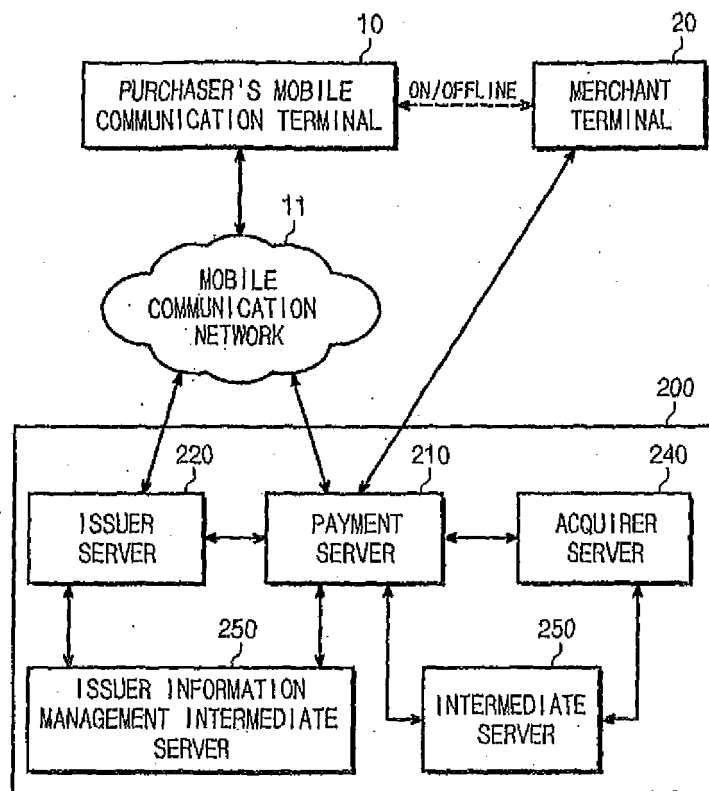 10
20
PURCHASER'S MOBILE
COMMUNICATION TERMINAL
ON/OFFLINE
MERCHANT
TERMINAL
11
MOBILE
COMMUNICATION
NETWORK
200
220
210
240
ISSUER
SERVER
PAYMENT
SERVER
ACQUIRER
SERVER
250
250
ISSUER INFORMATION
MANAGEMENT INTERMEDIATE
SERVER
INTERMEDIATE
SERVER